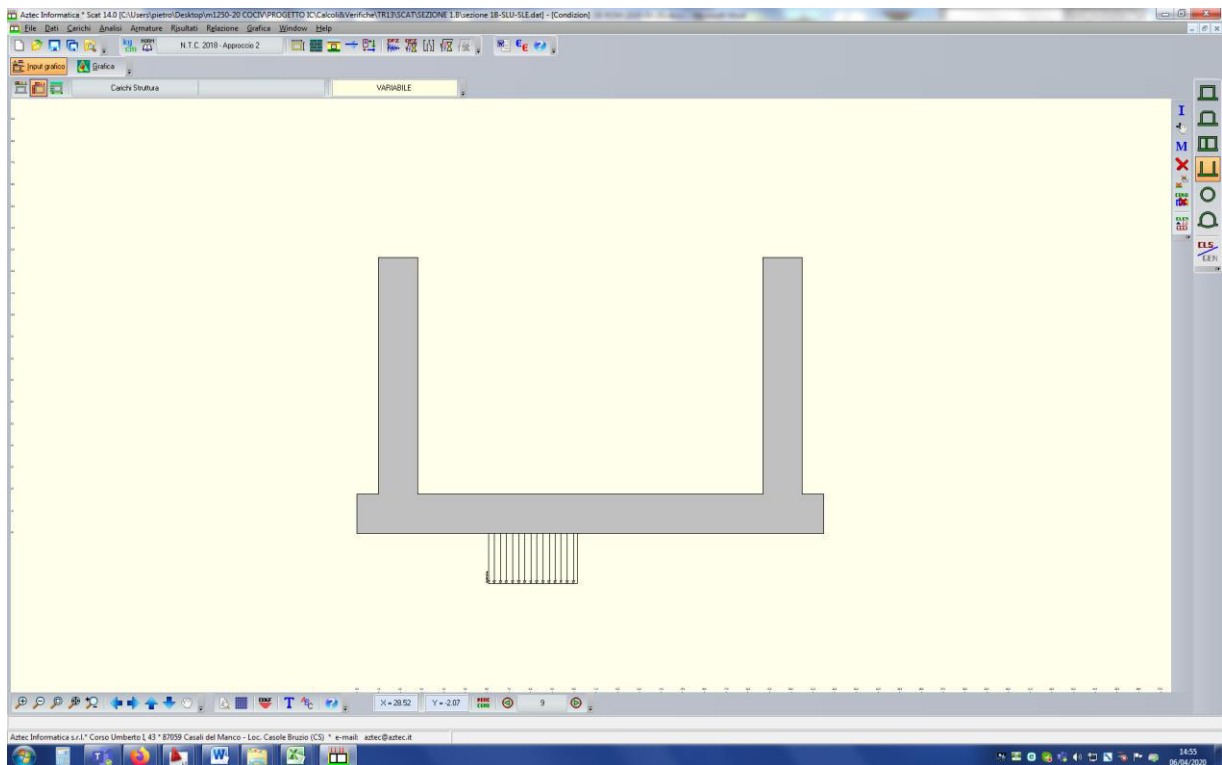 Aztec Informatica * Scat 14.0 [C:\Users\pietro\Desktop\m1250-20 COCIV\PROGETTO IC\Calcoli&Verifiche\TR13\SCAT\SEZIONE 1.B\sezione 1B-SLU-SLE.dat] - [Condizion]
File Dati Carichi Analisi Armature Risultati Relazione Grafica Window Help
N.T.C. 2018 - Approccio 2
Input grafico Grafica
Carichi Struttura VARIABILE
I
M
CLS
X = 28.52 Y = -2.07 9
Aztec Informatica s.r.l.* Corso Umberto I, 43 * 87059 Casali del Manco - Loc. Casole Bruzio (CS) * e-mail: aztec@aztec.it
14:55
06/04/2020